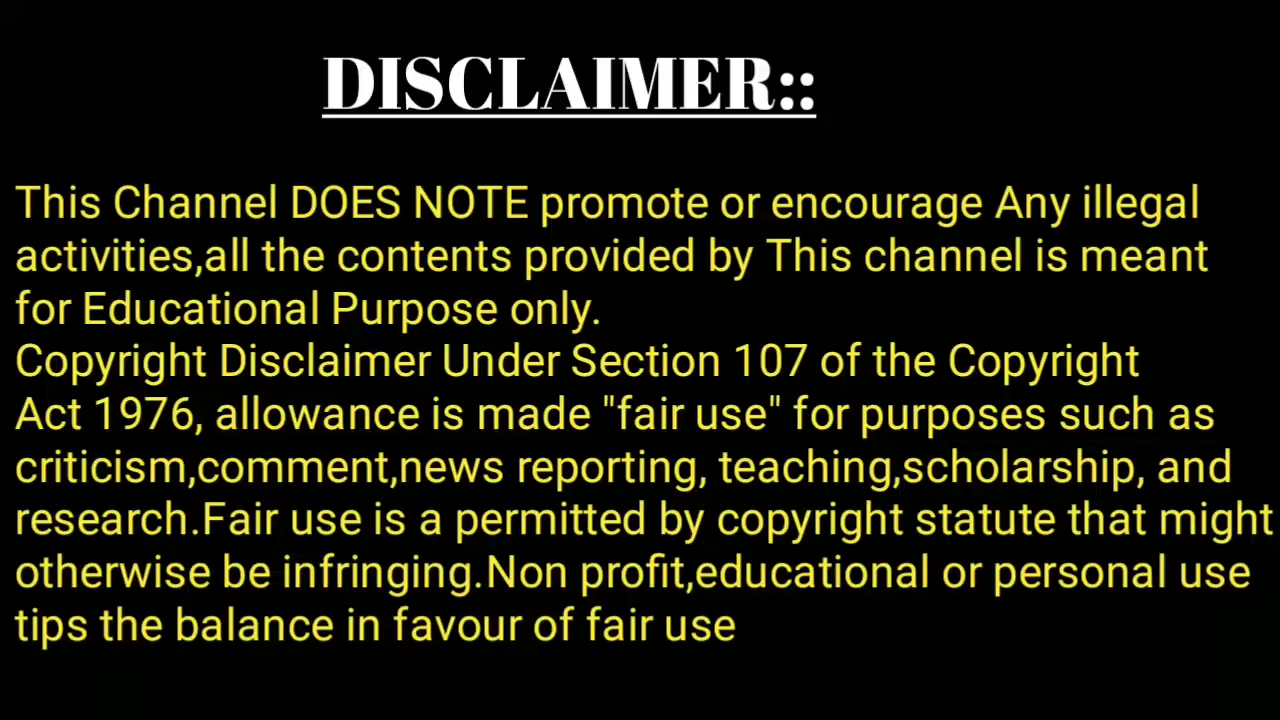 DISCLAIMER::
This Channel DOES NOTE promote or encourage Any illegal
activities,all the contents provided by This channel is meant
for Educational Purpose only.
Copyright Disclaimer Under Section 107 of the Copyright
Act 1976, allowance is made "fair use" for purposes such as
criticism,comment,news reporting, teaching,scholarship, and
research.Fair use is a permitted by copyright statute that might
otherwise be infringing.Non profit,educational or personal use
tips the balance in favour of fair use